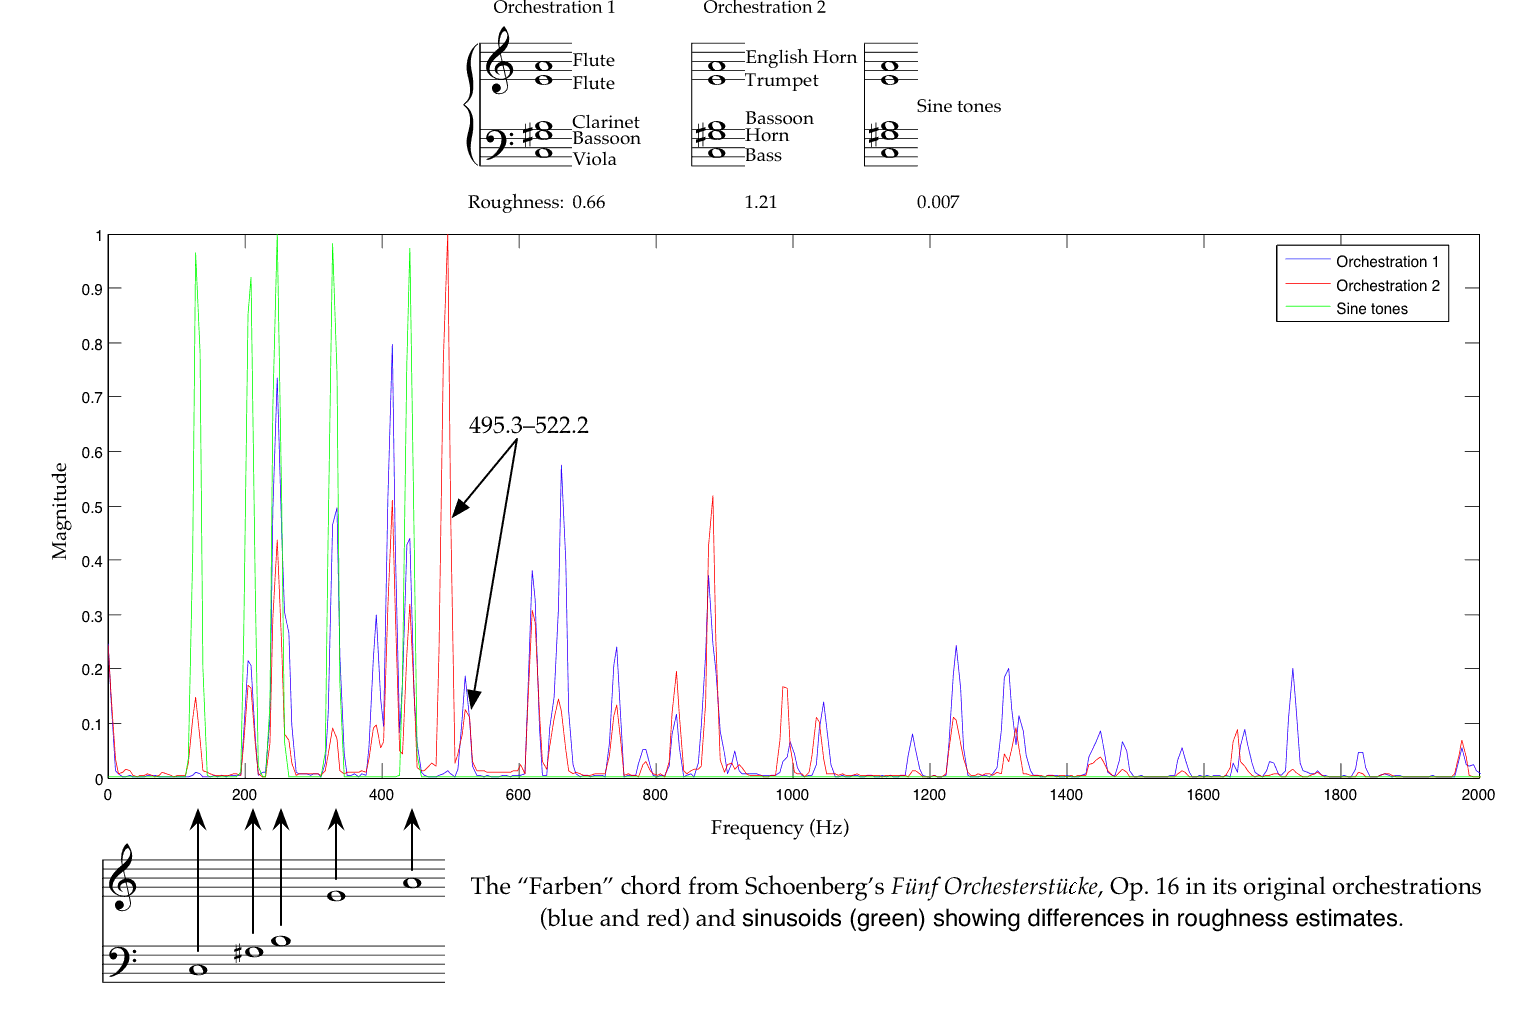 Orchestration 1 Orchestration 2
Flute English Horn
Flute Trumpet
Sine tones
Clarinet Bassoon
Bassoon Horn
Viola Bass
Roughness: 0.66 1.21 0.007
1
0.9
0.8
0.7
0.6
0.5
0.4
0.3
0.2
0.1
0
Magnitude
Orchestration 1
Orchestration 2
Sine tones
495.3–522.2
0 200 400 600 800 1000 1200 1400 1600 1800 2000
Frequency (Hz)
The “Farben” chord from Schoenberg’s Fünf Orchesterstücke, Op. 16 in its original orchestrations
(blue and red) and sinusoids (green) showing differences in roughness estimates.